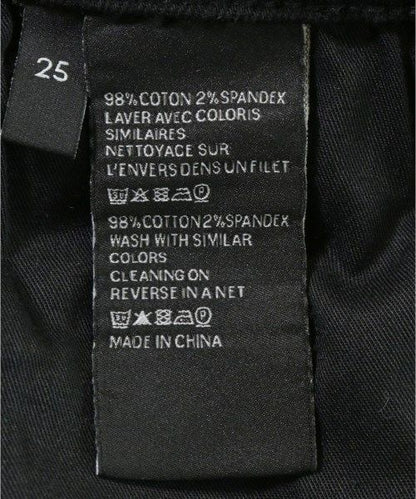 25
98% COTON 2% SPANDEX
LAVER AVEC COLORIS
SIMILAIRES
NETTOYACE SUR
L'ENVERS DENS UN FILET
98% COTTON 2% SPANDEX
WASH WITH SIMILAR
COLORS
CLEANING ON
REVERSE IN A NET
MADE IN CHINA